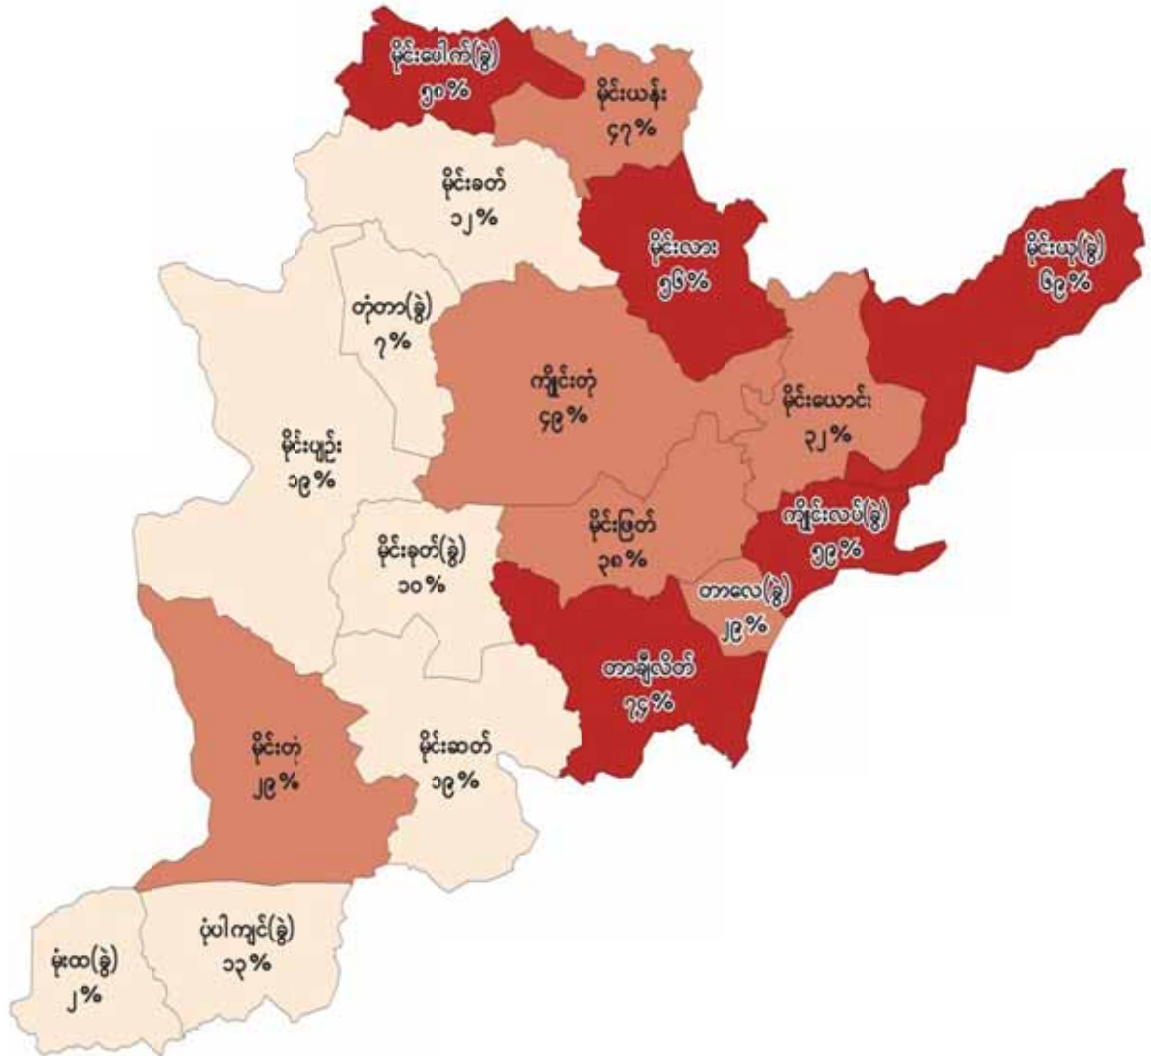 မိုင်းပေါက်(ခွဲ)
၅၈%
မိုင်းယန်း
၄၇%
မိုင်းခတ်
၁၂%
မိုင်းလား
၅၆%
မိုင်းယု(ခွဲ)
၆၉%
တုံတာ(ခွဲ)
၇%
ကျိုင်းတုံ
၄၉%
မိုင်းယောင်း
၃၂%
မိုင်းပျဉ်း
၁၉%
မိုင်းဖြတ်
၃၈%
ကျိုင်းလပ်(ခွဲ)
၅၉%
မိုင်းခုတ်(ခွဲ)
၁၀%
တာလေ(ခွဲ)
၂၉%
တာချီလိတ်
၇၄%
မိုင်းတုံ
၂၉%
မိုင်းဆတ်
၁၉%
ပုံပါကျင်(ခွဲ)
၁၃%
မုံးထ(ခွဲ)
၂%